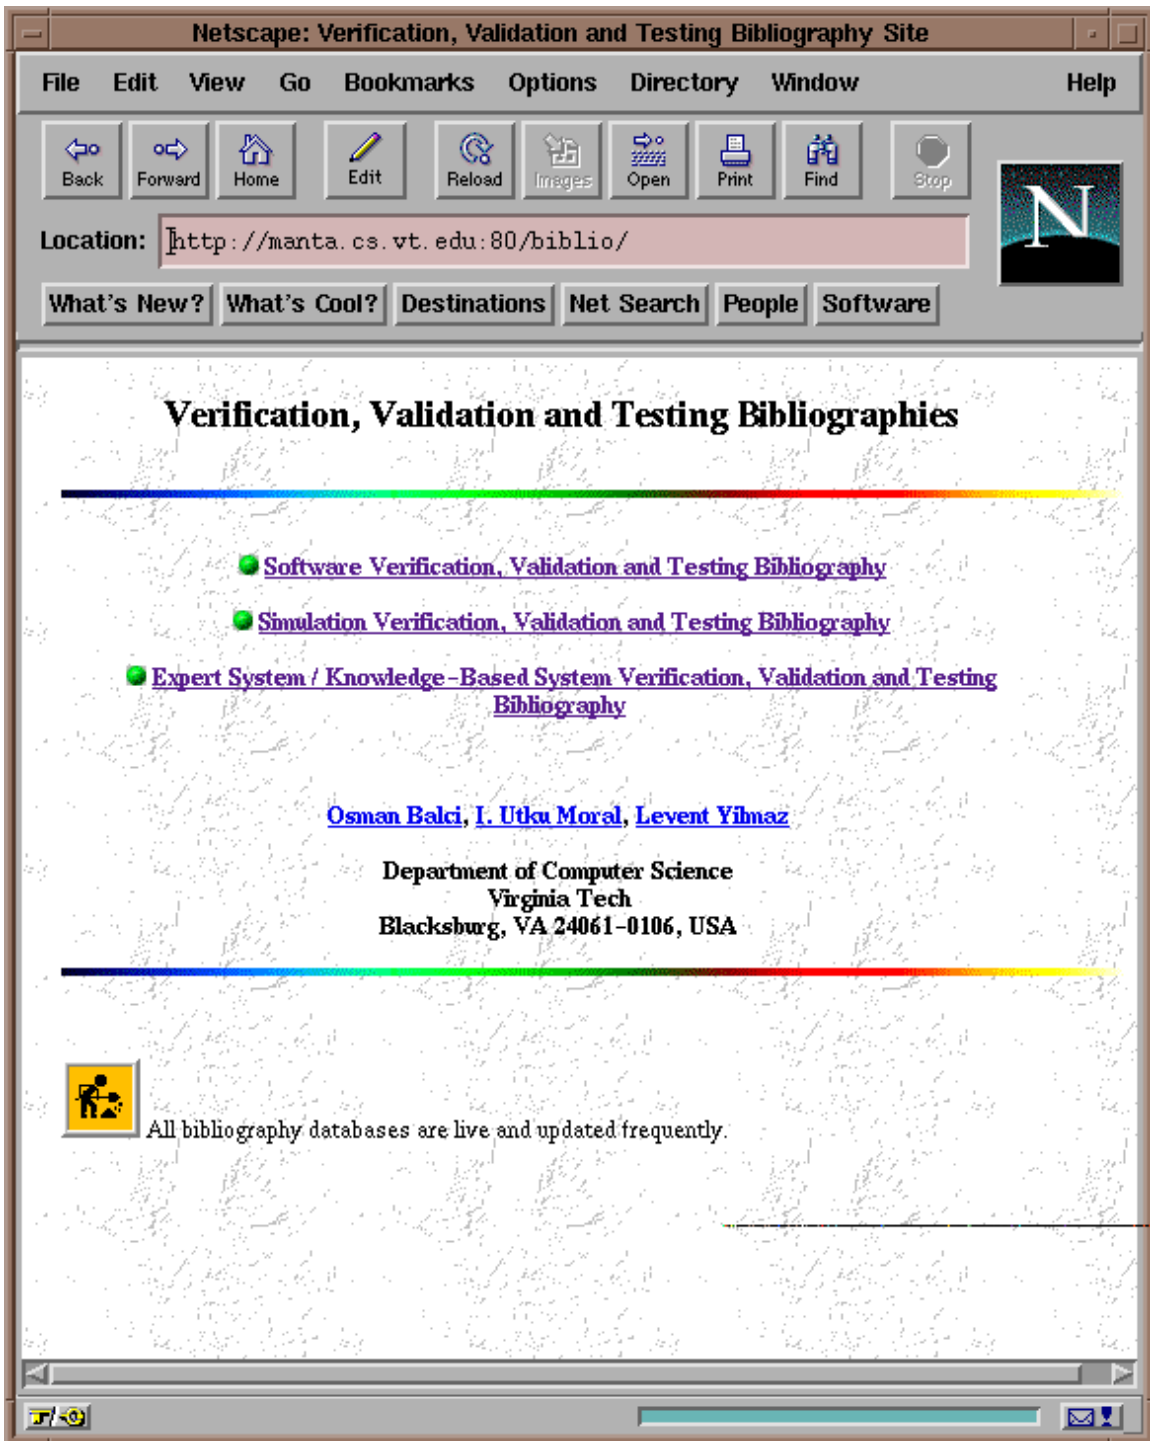 Netscape: Verification, Validation and Testing Bibliography Site
File Edit View Go Bookmarks Options Directory Window Help
Back Forward Home Edit Reload Images Open Print Find Stop
N
Location: http://manta.cs.vt.edu:80/biblio/
What's New? What's Cool? Destinations Net Search People Software
Verification, Validation and Testing Bibliographies
Software Verification, Validation and Testing Bibliography
Simulation Verification, Validation and Testing Bibliography
Expert System / Knowledge-Based System Verification, Validation and Testing
Bibliography
Osman Balci, I. Utku Moral, Levent Yilmaz
Department of Computer Science
Virginia Tech
Blacksburg, VA 24061-0106, USA
All bibliography databases are live and updated frequently.